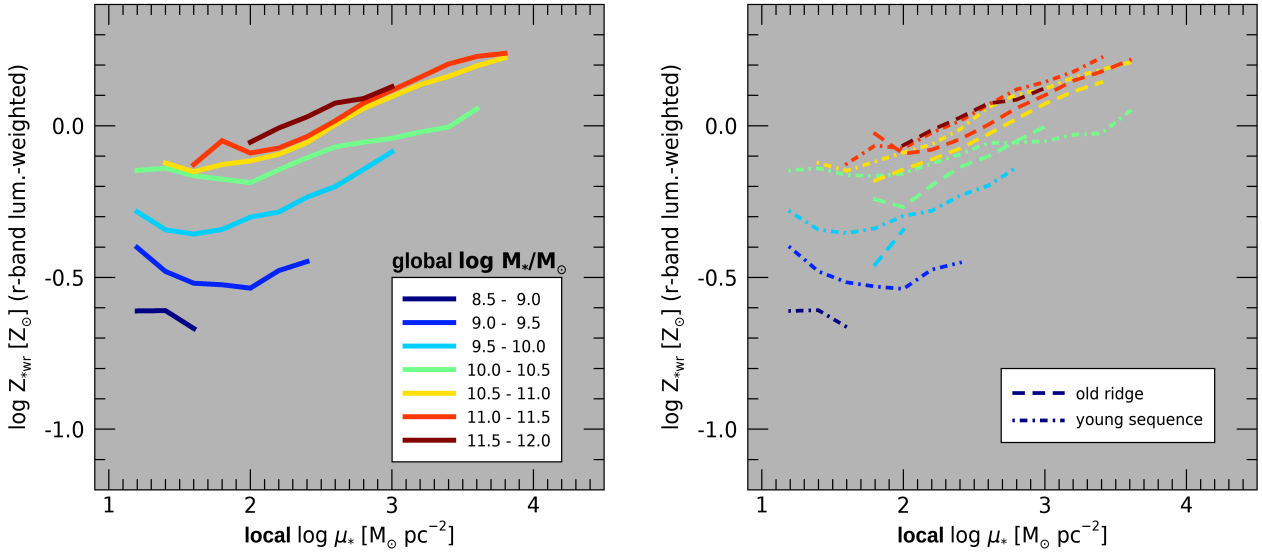 log Z*wr [Z⊙] (r-band lum.-weighted)
0.0
-0.5
-1.0
1 2 3 4
local log μ* [M⊙ pc−2]
global log M*/M⊙
8.5 - 9.0
9.0 - 9.5
9.5 - 10.0
10.0 - 10.5
10.5 - 11.0
11.0 - 11.5
11.5 - 12.0
log Z*wr [Z⊙] (r-band lum.-weighted)
0.0
-0.5
-1.0
1 2 3 4
local log μ* [M⊙ pc−2]
old ridge
young sequence